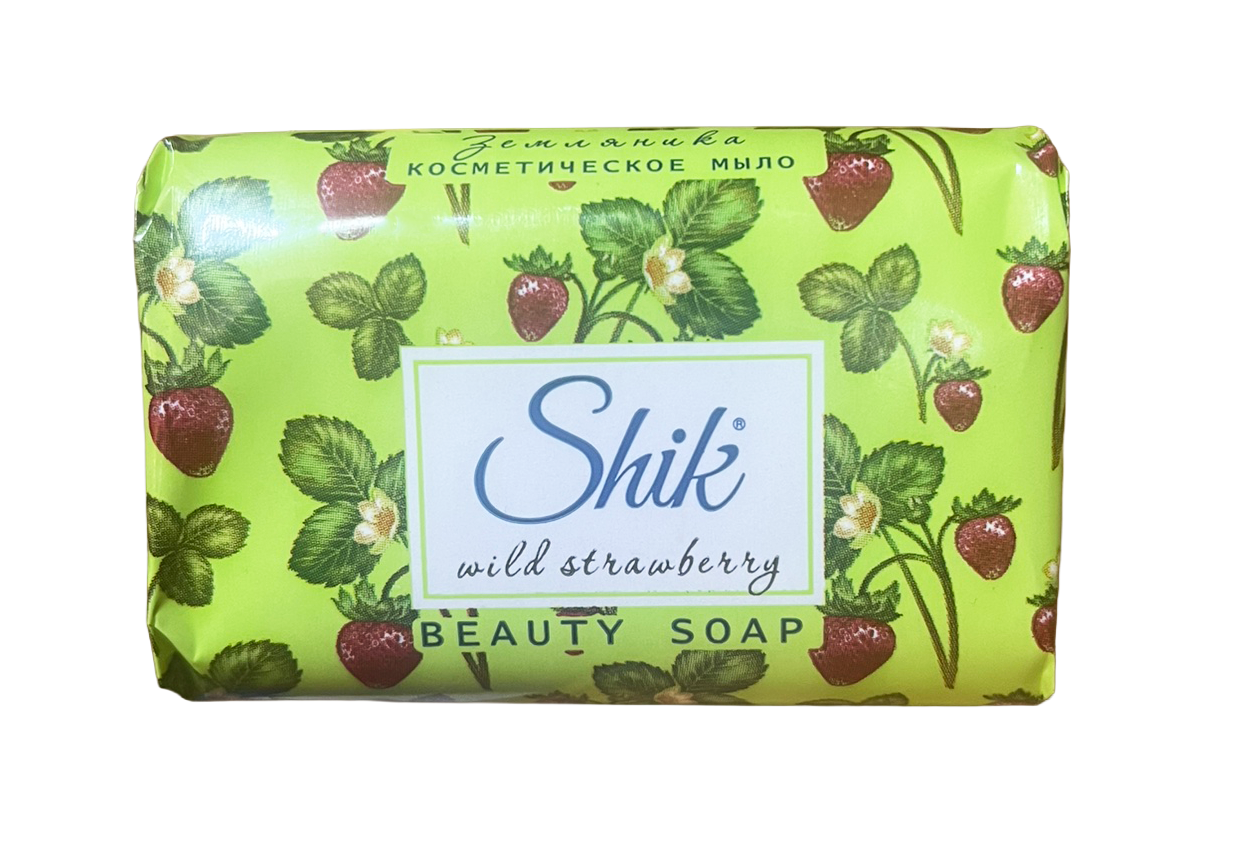 Земляника
КОСМЕТИЧЕСКОЕ МЫЛО
Shik®
wild strawberry
BEAUTY SOAP